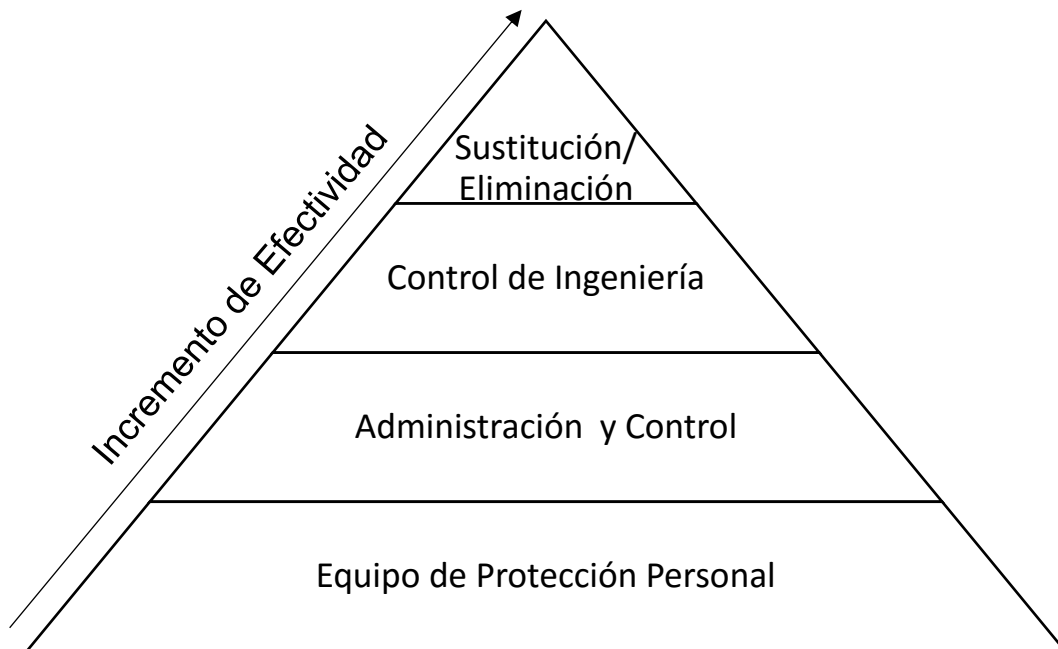 Incremento de Efectividad
Sustitución/
Eliminación
Control de Ingeniería
Administración  y Control
Equipo de Protección Personal